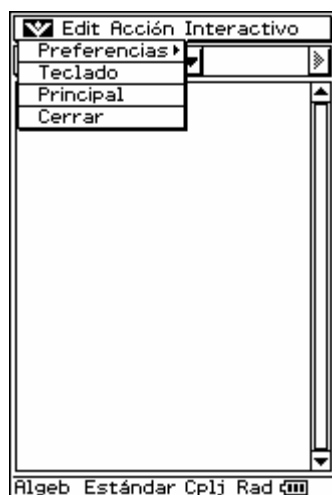 Edit Acción Interactivo
Preferencias
Teclado
Principal
Cerrar
Algeb Estándar Cplj Rad